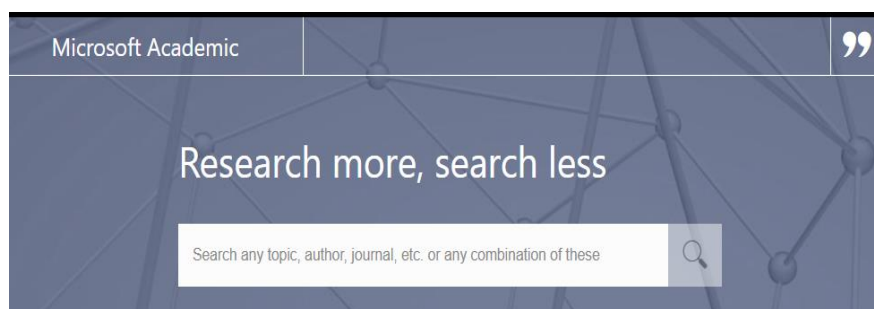 Microsoft Academic
”
Research more, search less
Search any topic, author, journal, etc. or any combination of these